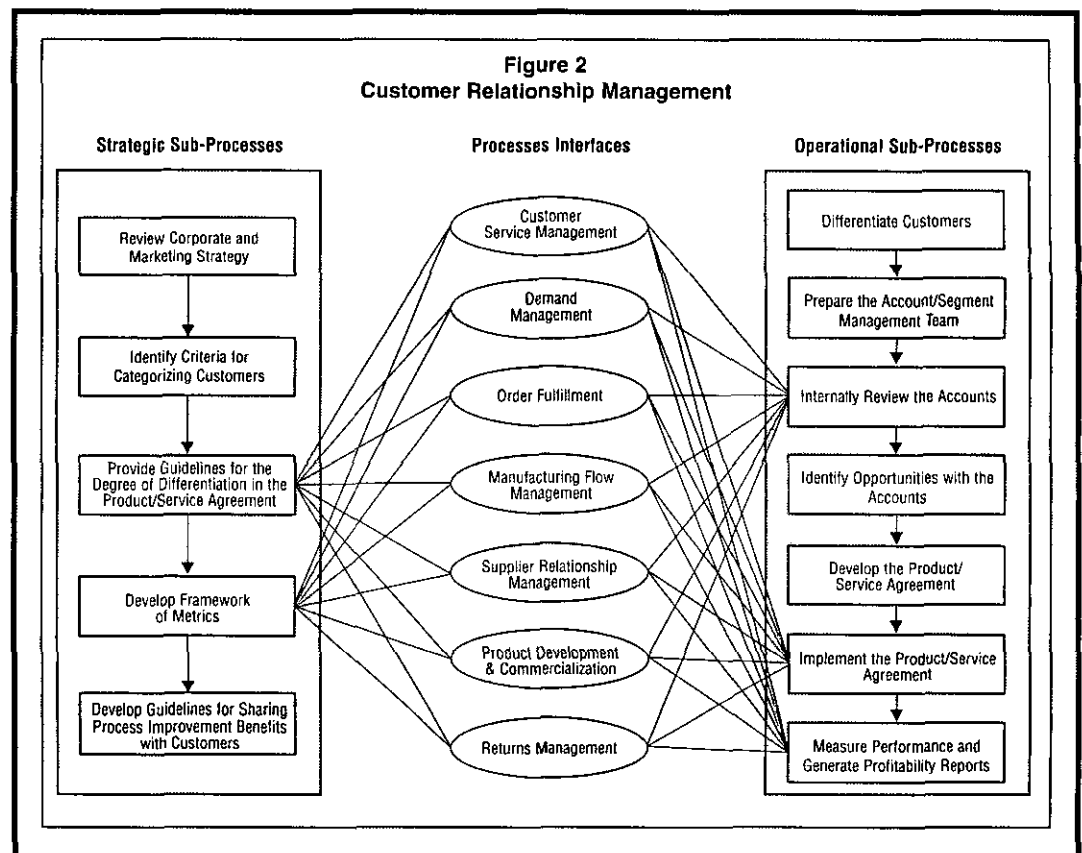 Figure 2
Customer Relationship Management
Strategic Sub-Processes
Review Corporate and
Marketing Strategy
Identify Criteria for
Categorizing Customers
Provide Guidelines for the
Degree of Differentiation in the
Product/Service Agreement
Develop Framework
of Metrics
Develop Guidelines for Sharing
Process Improvement Benefits
with Customers
Processes Interfaces
Customer
Service Management
Demand
Management
Order Fulfillment
Manufacturing Flow
Management
Supplier Relationship
Management
Product Development
& Commercialization
Returns Management
Operational Sub-Processes
Differentiate Customers
Prepare the Account/Segment
Management Team
Internally Review the Accounts
Identify Opportunities with the
Accounts
Develop the Product/
Service Agreement
Implement the Product/Service
Agreement
Measure Performance and
Generate Profitability Reports